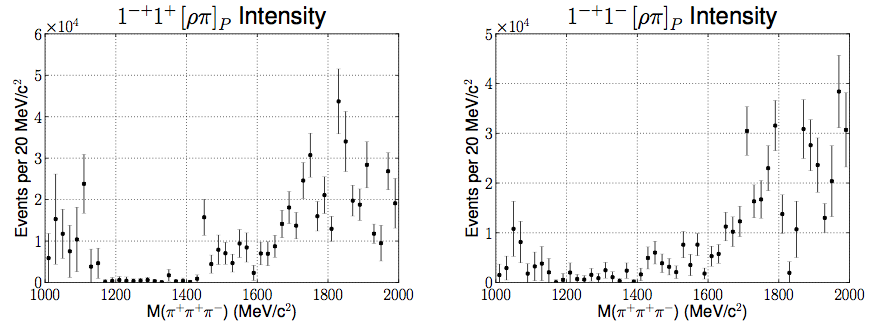 1⁻⁺1⁺[ρπ]_P Intensity
×10⁴
6
5
4
3
2
1
0
Events per 20 MeV/c²
1000 1200 1400 1600 1800 2000
M(π⁺π⁺π⁻) (MeV/c²)
1⁻⁺1⁻[ρπ]_P Intensity
×10⁴
5
4
3
2
1
0
Events per 20 MeV/c²
1000 1200 1400 1600 1800 2000
M(π⁺π⁺π⁻) (MeV/c²)